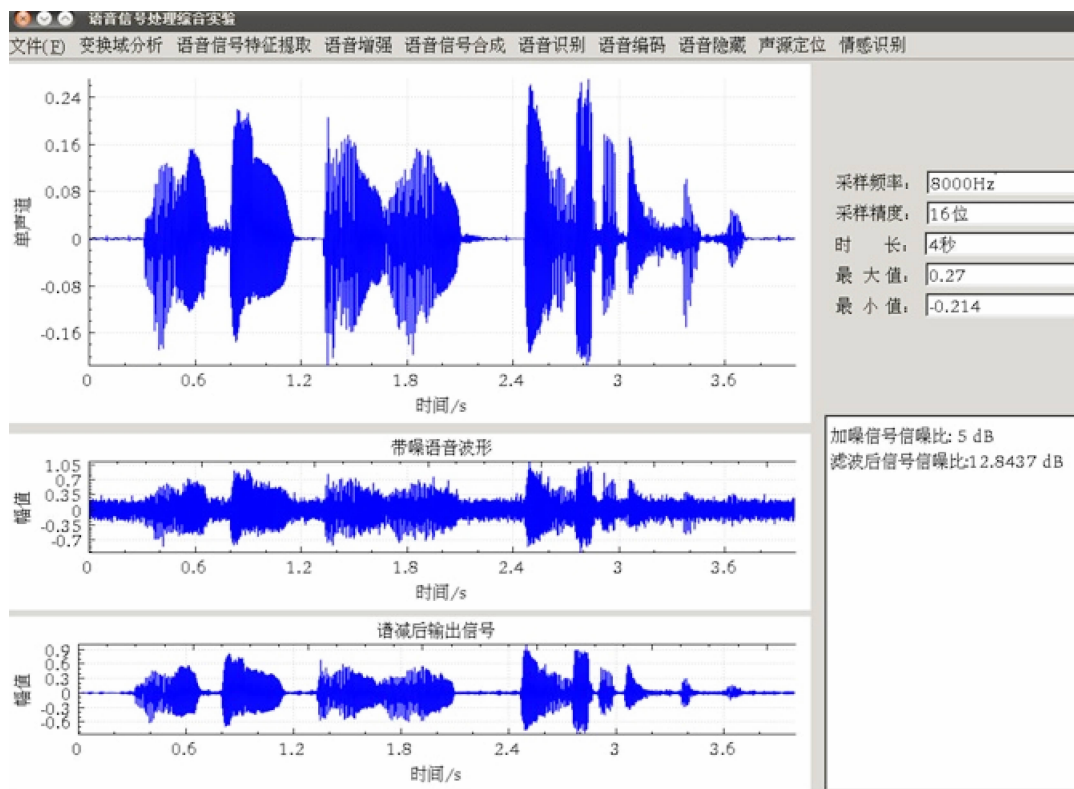 语音信号处理综合实验
文件(F) 变换域分析 语音信号特征提取 语音增强 语音信号合成 语音识别 语音编码 语音隐藏 声源定位 情感识别
0.24
0.16
0.08
0
-0.08
-0.16
单声道
0 0.6 1.2 1.8 2.4 3 3.6
时间/s
采样频率: 8000Hz
采样精度: 16位
时 长: 4秒
最 大 值: 0.27
最 小 值: -0.214
带噪语音波形
1.05
0.7
0.35
0
-0.35
-0.7
幅值
0 0.6 1.2 1.8 2.4 3 3.6
时间/s
加噪信号信噪比: 5 dB
滤波后信号信噪比:12.8437 dB
谱减后输出信号
0.9
0.6
0.3
0
-0.3
-0.6
幅值
0 0.6 1.2 1.8 2.4 3 3.6
时间/s